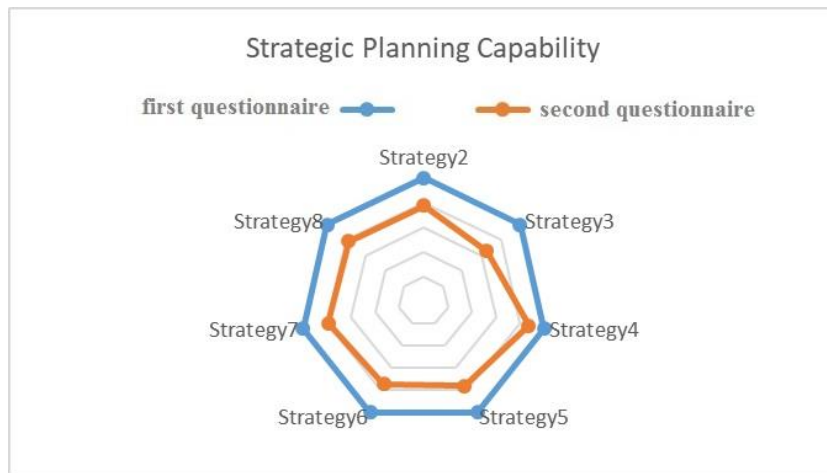 Strategic Planning Capability
first questionnaire
second questionnaire
Strategy2
Strategy3
Strategy4
Strategy5
Strategy6
Strategy7
Strategy8